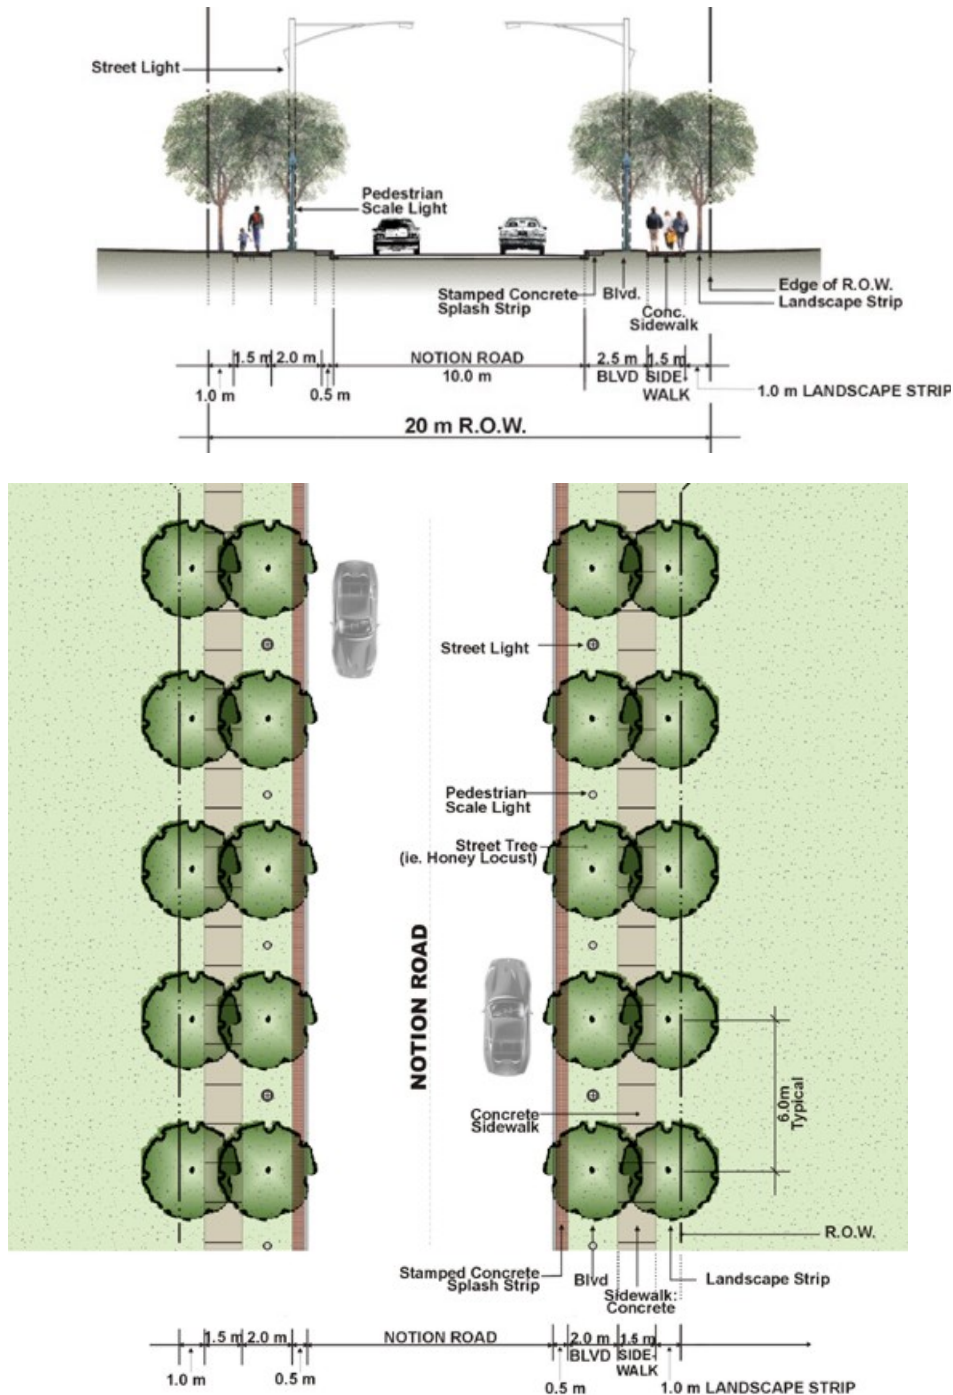 Street Light
Pedestrian
Scale Light
Stamped Concrete
Splash Strip
Blvd.
Conc.
Sidewalk
Edge of R.O.W.
Landscape Strip
1.5 m 2.0 m NOTION ROAD 2.5 m 1.5 m
10.0 m BLVD SIDE-
WALK
1.0 m 0.5 m 1.0 m LANDSCAPE STRIP
20 m R.O.W.
Street Light
Pedestrian
Scale Light
Street Tree
(ie. Honey Locust)
NOTION ROAD
6.0m
Typical
Concrete
Sidewalk
R.O.W.
Stamped Concrete
Splash Strip
Blvd
Sidewalk:
Concrete
Landscape Strip
1.5 m 2.0 m NOTION ROAD 2.0 m 1.5 m
BLVD SIDE-
WALK
1.0 m 0.5 m 0.5 m 1.0 m LANDSCAPE STRIP